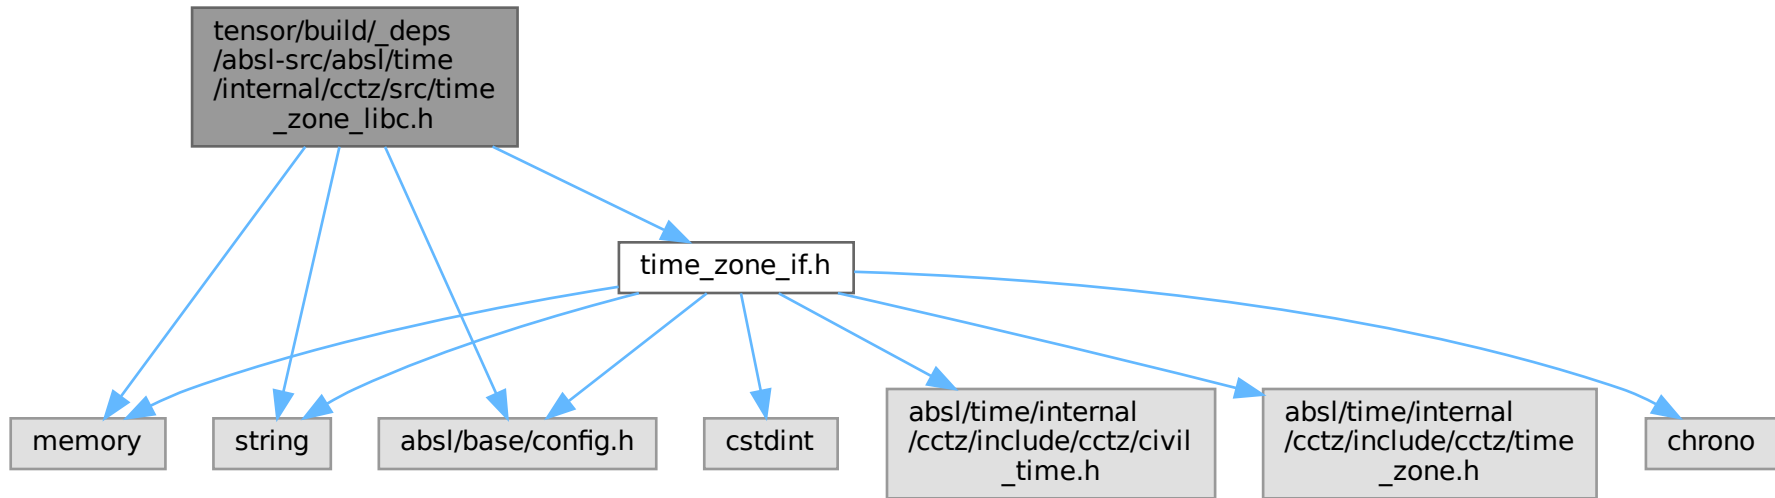 tensor/build/_deps
/absl-src/absl/time
/internal/cctz/src/time
_zone_libc.h
time_zone_if.h
memory
string
absl/base/config.h
cstdint
absl/time/internal
/cctz/include/cctz/civil
_time.h
absl/time/internal
/cctz/include/cctz/time
_zone.h
chrono